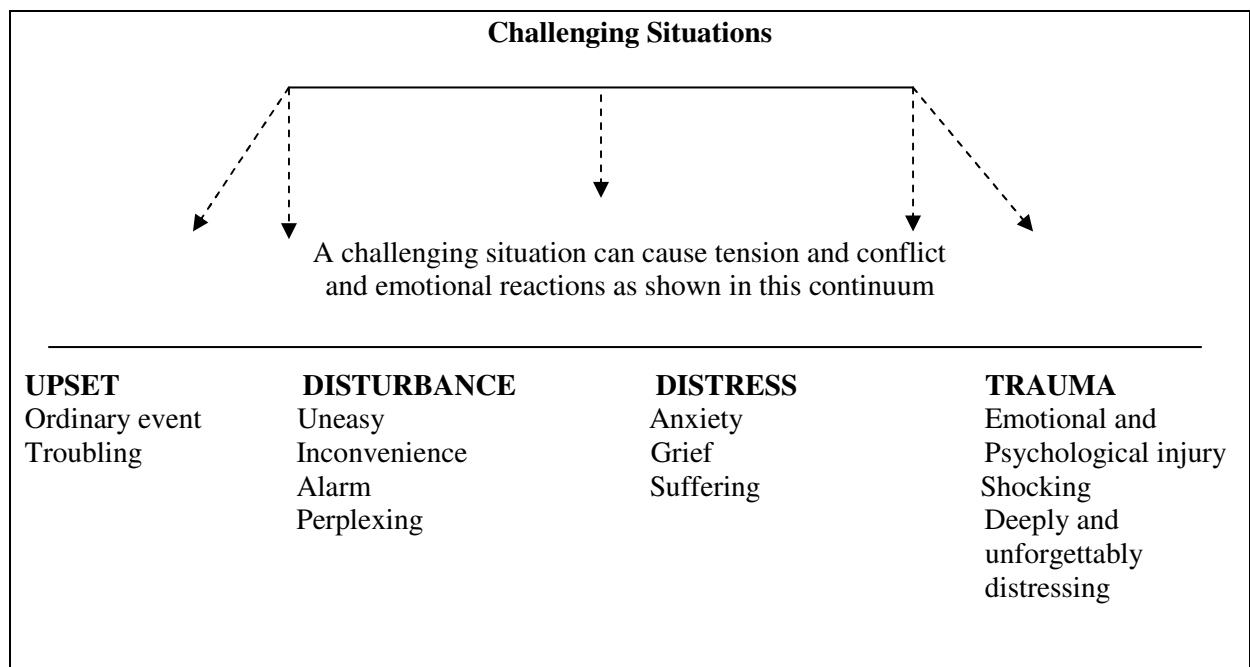 Challenging Situations
A challenging situation can cause tension and conflict
and emotional reactions as shown in this continuum
UPSET
Ordinary event
Troubling
DISTURBANCE
Uneasy
Inconvenience
Alarm
Perplexing
DISTRESS
Anxiety
Grief
Suffering
TRAUMA
Emotional and
Psychological injury
Shocking
Deeply and
unforgettably
distressing